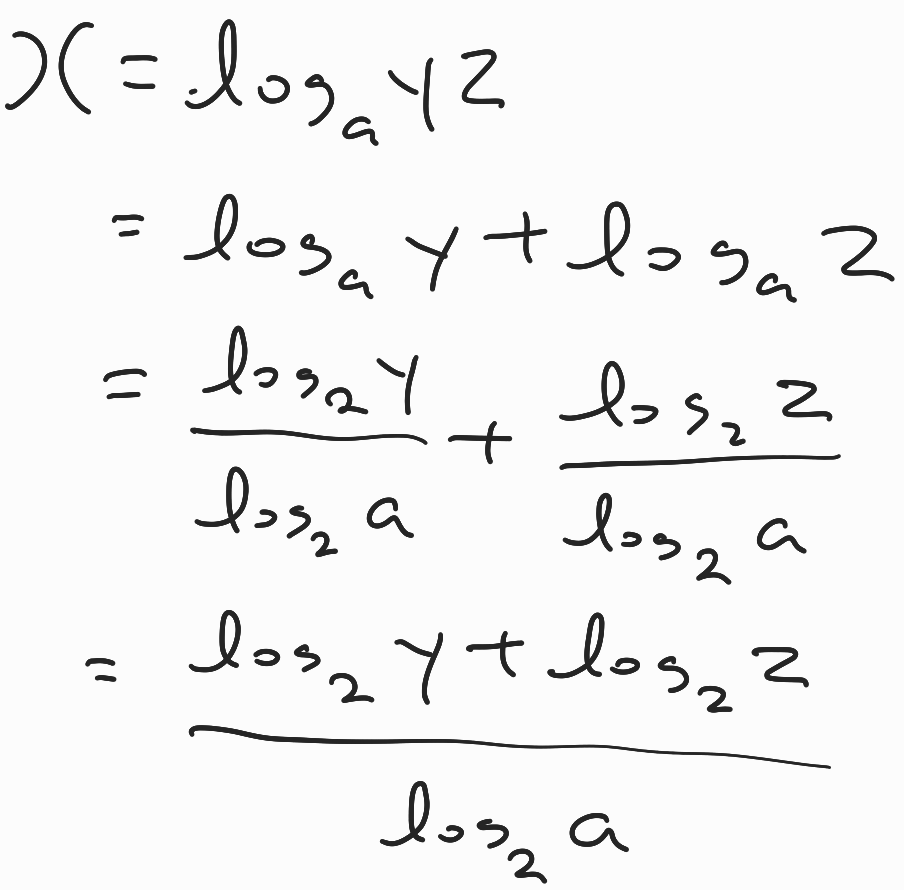 x = log_a yz
= log_a y + log_a z
= \frac{log_2 y}{log_2 a} + \frac{log_2 z}{log_2 a}
= \frac{log_2 y + log_2 z}{log_2 a}